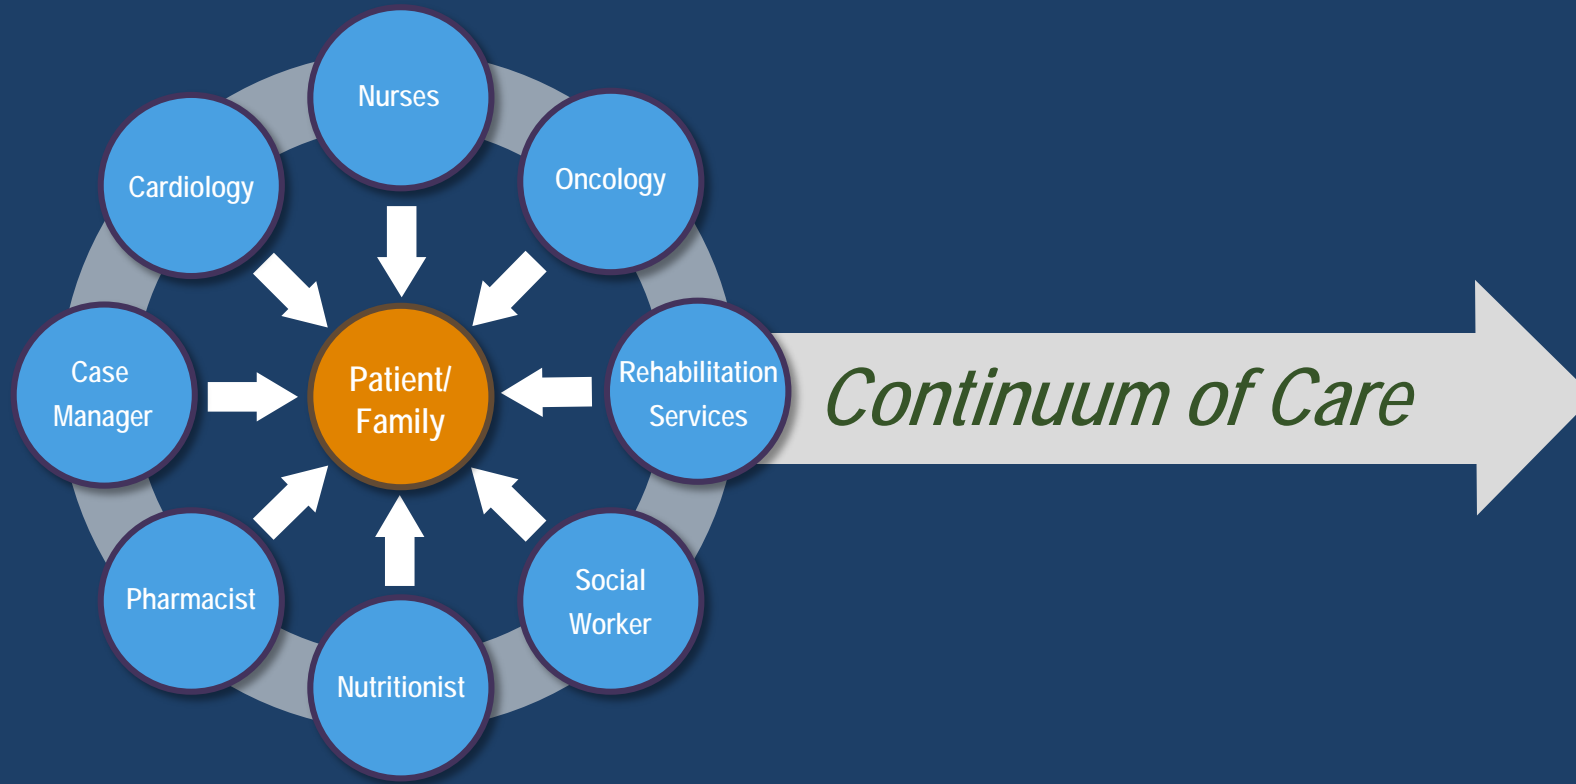 Nurses
Cardiology
Oncology
Case
Manager
Patient/
Family
Rehabilitation
Services
Continuum of Care
Pharmacist
Social
Worker
Nutritionist